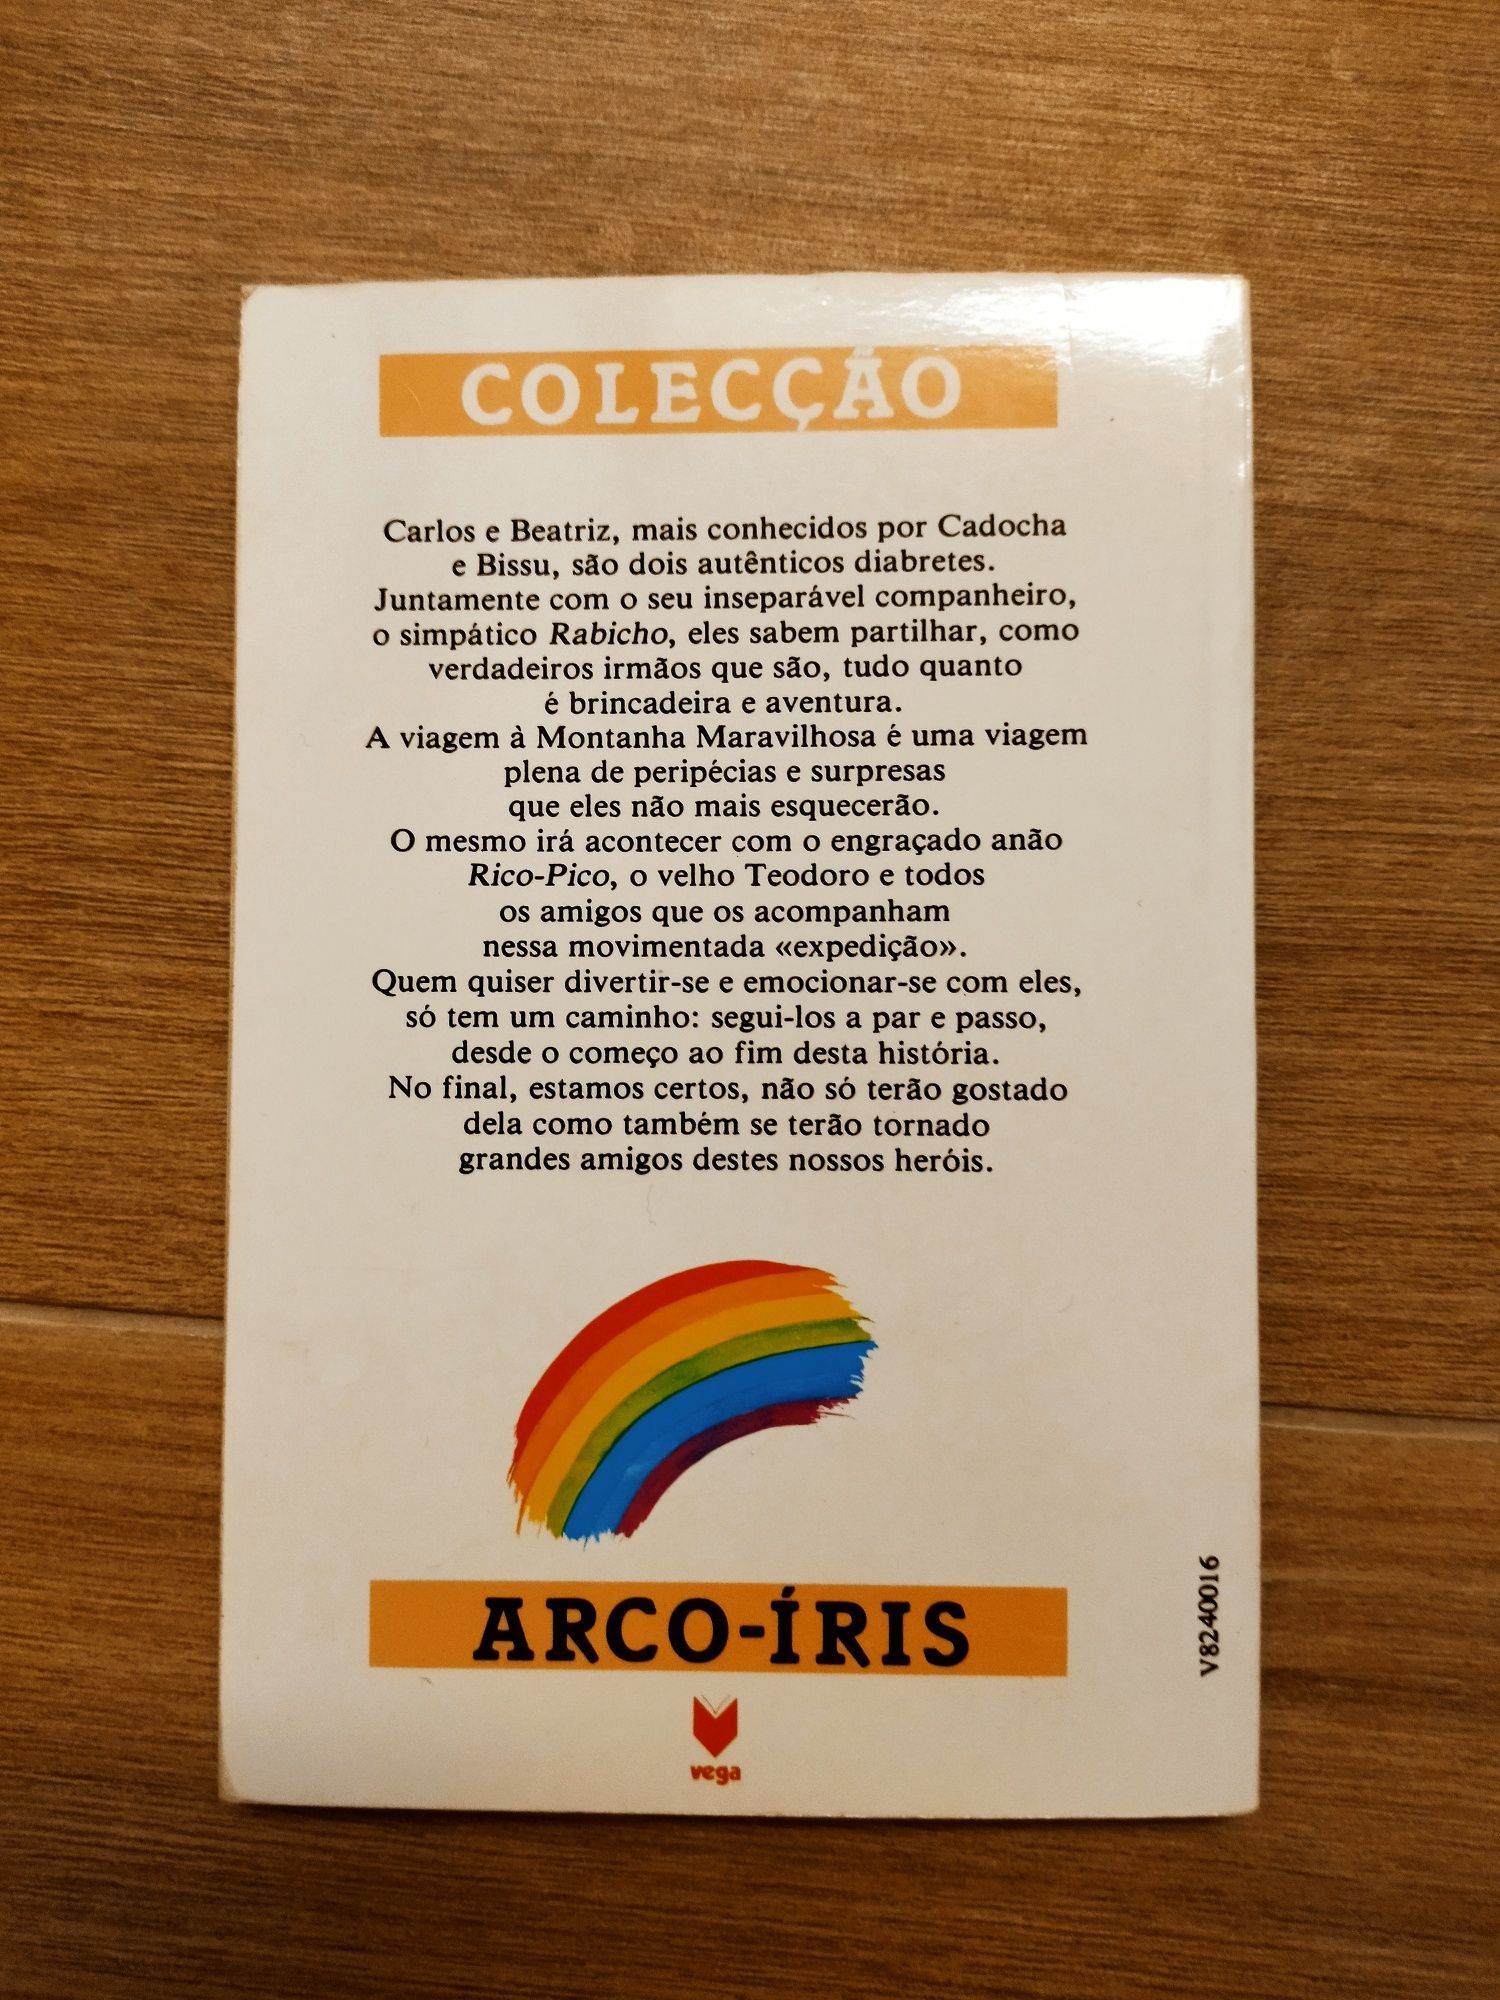 COLECÇÃO
Carlos e Beatriz, mais conhecidos por Cadocha
e Bissu, são dois autênticos diabretes.
Juntamente com o seu inseparável companheiro,
o simpático Rabicho, eles sabem partilhar, como
verdadeiros irmãos que são, tudo quanto
é brincadeira e aventura.
A viagem à Montanha Maravilhosa é uma viagem
plena de peripécias e surpresas
que eles não mais esquecerão.
O mesmo irá acontecer com o engraçado anão
Rico-Pico, o velho Teodoro e todos
os amigos que os acompanham
nessa movimentada «expedição».
Quem quiser divertir-se e emocionar-se com eles,
só tem um caminho: segui-los a par e passo,
desde o começo ao fim desta história.
No final, estamos certos, não só terão gostado
dela como também se terão tornado
grandes amigos destes nossos heróis.
ARCO-ÍRIS
vega
V8240016